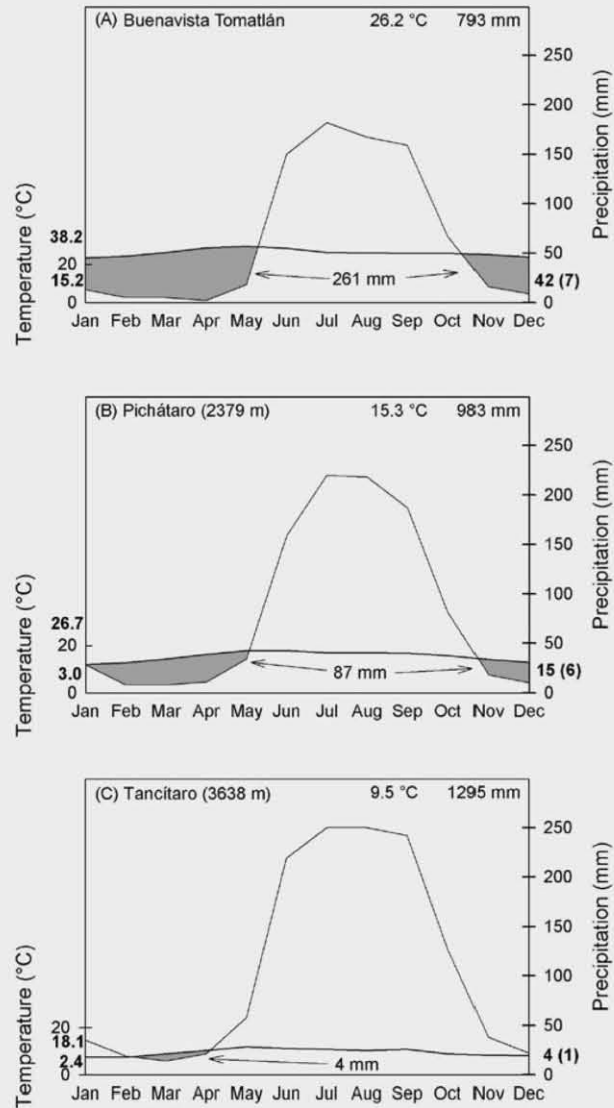 (A) Buenavista Tomatlán 26.2 °C 793 mm
250
200
150
100
50
0
Precipitation (mm)
Temperature (°C)
38.2
20
15.2
0
261 mm
42 (7)
Jan Feb Mar Apr May Jun Jul Aug Sep Oct Nov Dec
(B) Pichátaro (2379 m) 15.3 °C 983 mm
250
200
150
100
50
0
Precipitation (mm)
Temperature (°C)
26.7
20
3.0
0
87 mm
15 (6)
Jan Feb Mar Apr May Jun Jul Aug Sep Oct Nov Dec
(C) Tancítaro (3638 m) 9.5 °C 1295 mm
250
200
150
100
50
0
Precipitation (mm)
Temperature (°C)
20
18.1
2.4
0
4 mm
4 (1)
Jan Feb Mar Apr May Jun Jul Aug Sep Oct Nov Dec